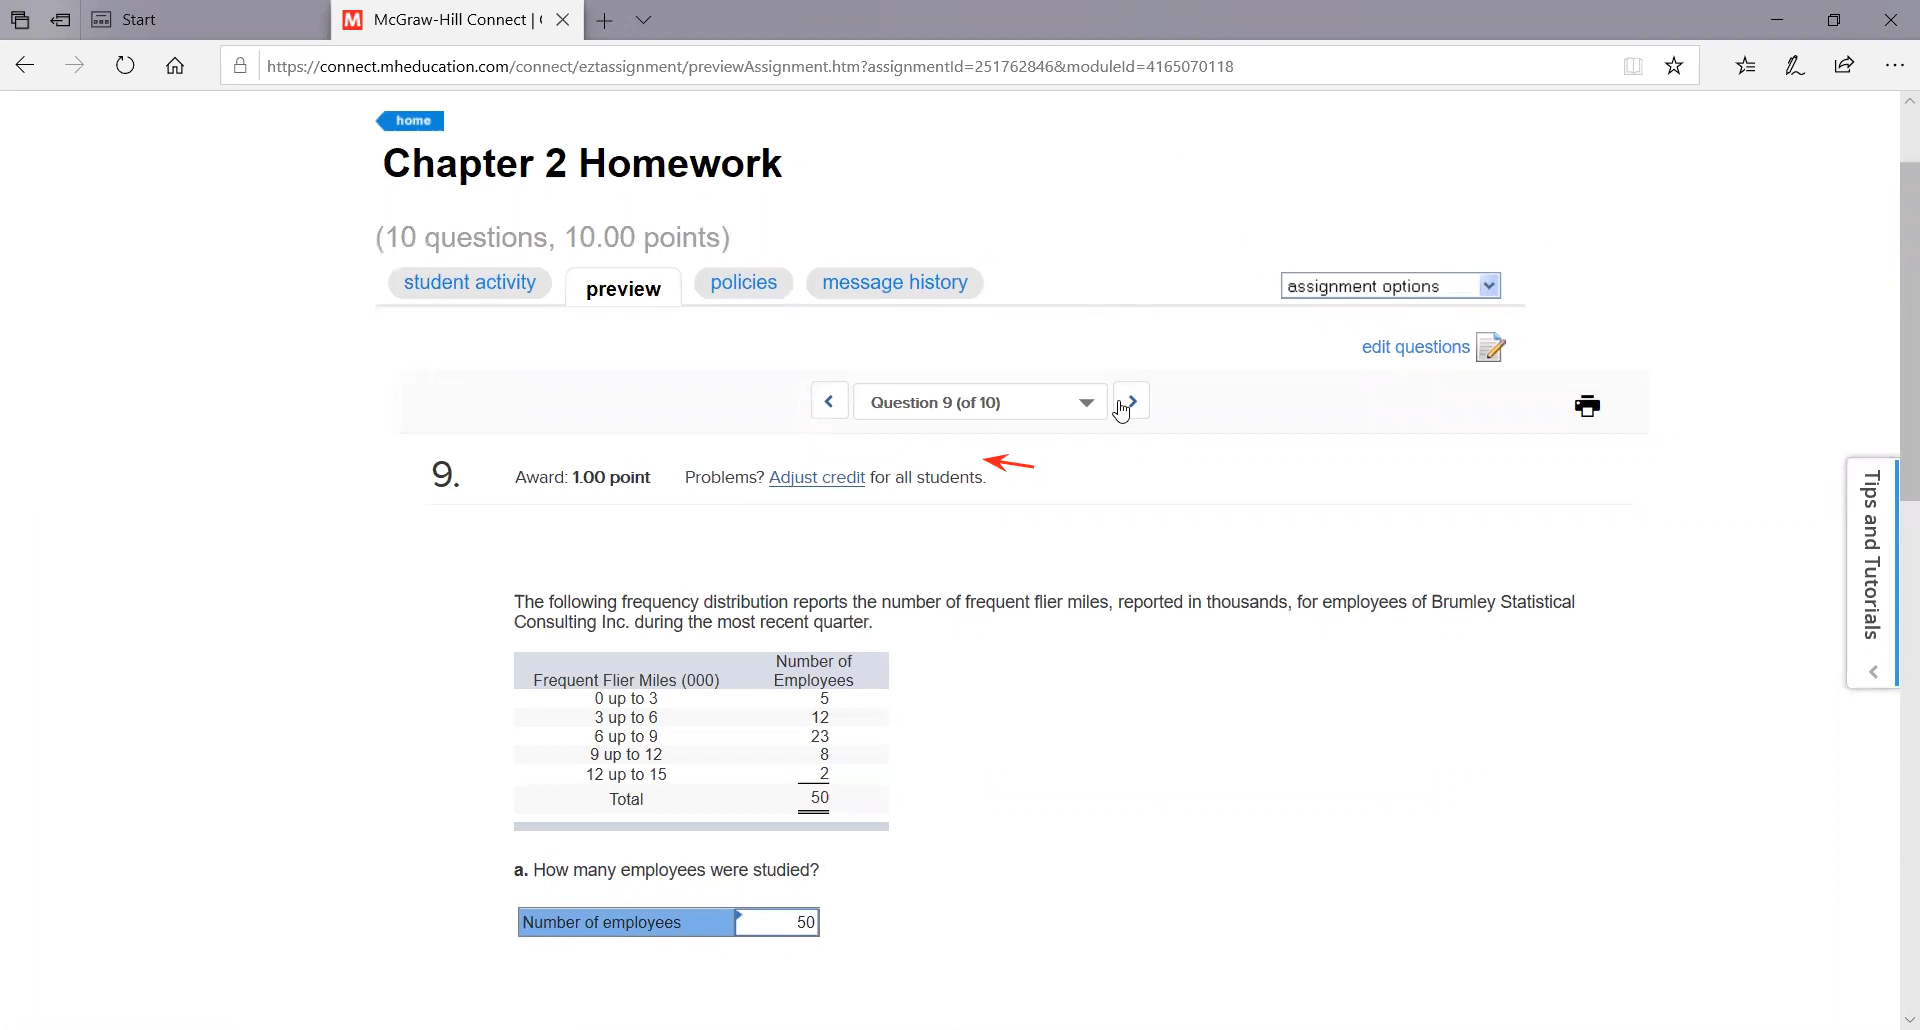 Start
McGraw-Hill Connect | (
https://connect.mheducation.com/connect/eztassignment/previewAssignment.htm?assignmentId=251762846&moduleId=4165070118
home
Chapter 2 Homework
(10 questions, 10.00 points)
student activity preview policies message history assignment options
edit questions
Question 9 (of 10)
9. Award: 1.00 point Problems? Adjust credit for all students.
Tips and Tutorials
The following frequency distribution reports the number of frequent flier miles, reported in thousands, for employees of Brumley Statistical
Consulting Inc. during the most recent quarter.
Number of
Frequent Flier Miles (000) Employees
0 up to 3 5
3 up to 6 12
6 up to 9 23
9 up to 12 8
12 up to 15 2
Total 50
a. How many employees were studied?
Number of employees 50